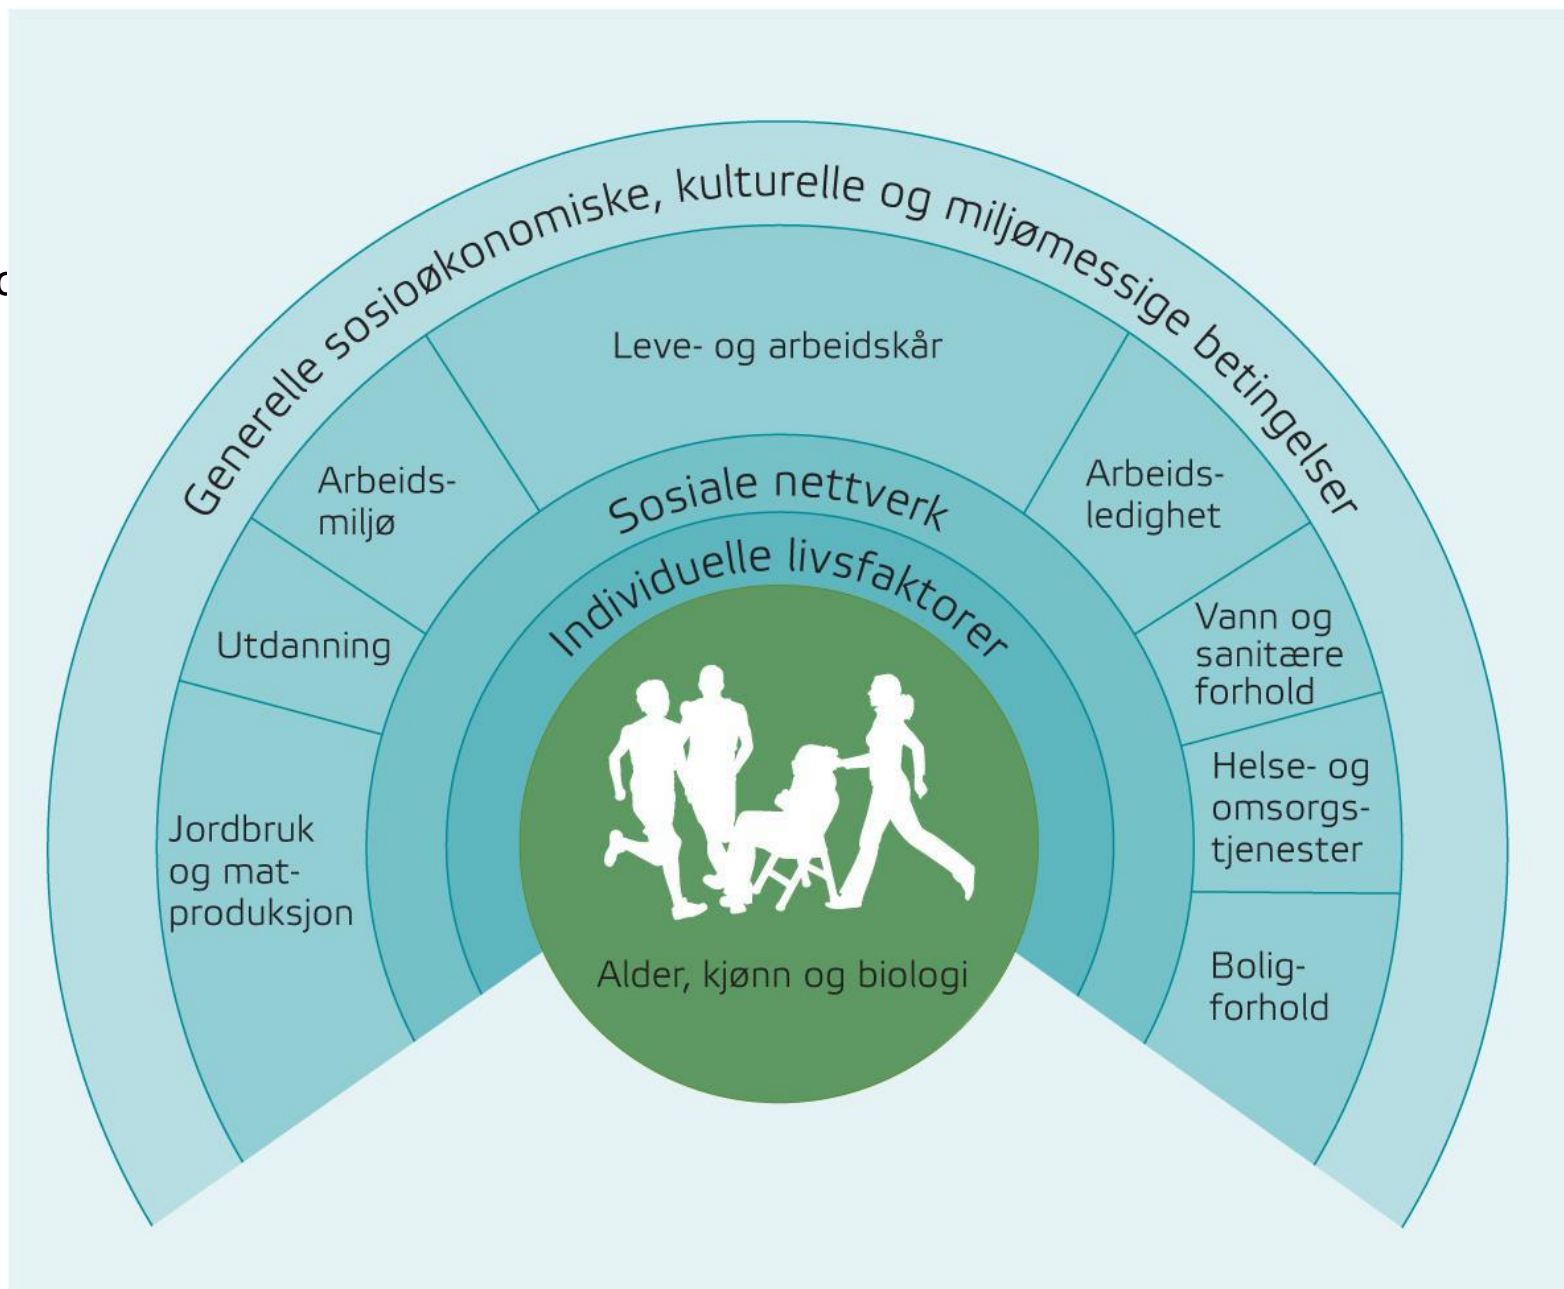 Generelle sosioøkonomiske, kulturelle og miljømessige betingelser
Leve- og arbeidskår
Arbeids-
miljø
Utdanning
Jordbruk
og mat-
produksjon
Arbeids-
ledighet
Vann og
sanitære
forhold
Helse- og
omsorgs-
tjenester
Bolig-
forhold
Sosiale nettverk
Individuelle livsfaktorer
Alder, kjønn og biologi